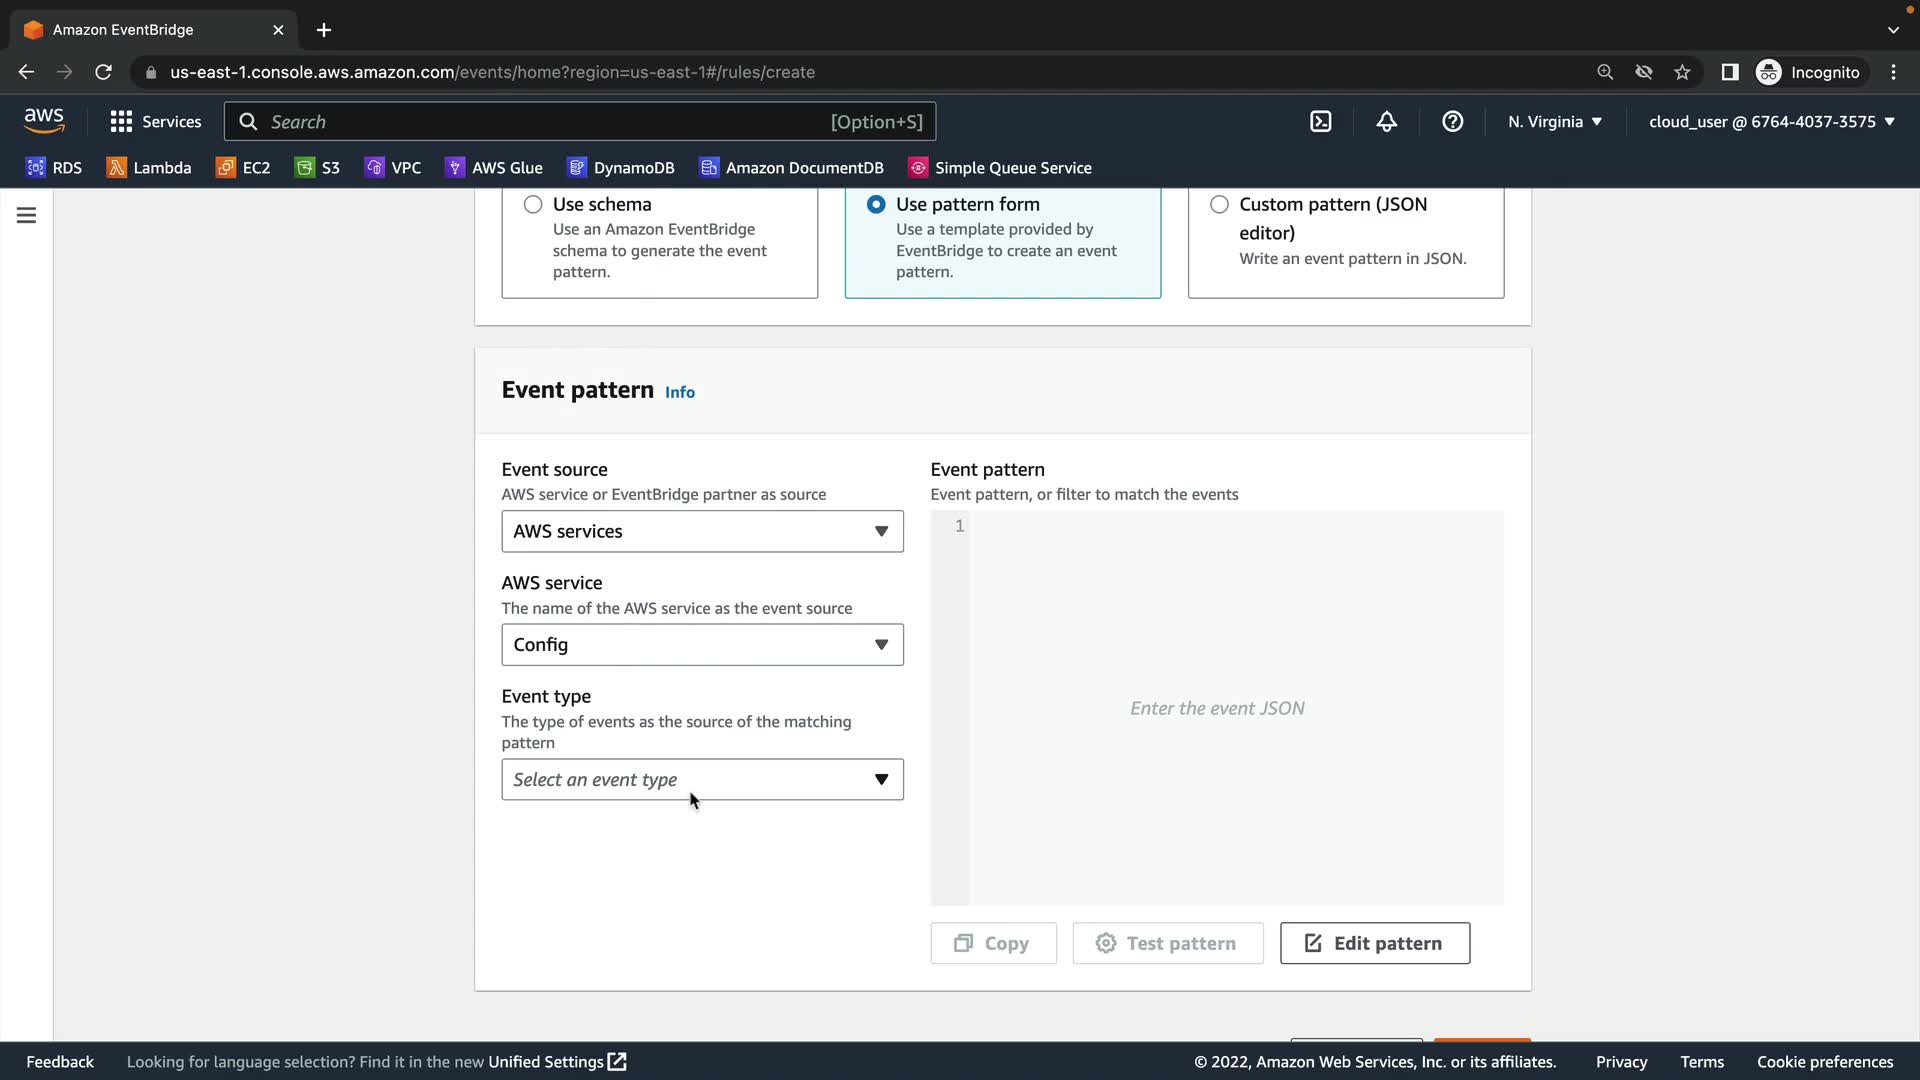 Amazon EventBridge
us-east-1.console.aws.amazon.com/events/home?region=us-east-1#/rules/create
Incognito
aws
Services
Search
[Option+S]
N. Virginia
cloud_user @ 6764-4037-3575
RDS
Lambda
EC2
S3
VPC
AWS Glue
DynamoDB
Amazon DocumentDB
Simple Queue Service
Use schema
Use an Amazon EventBridge
schema to generate the event
pattern.
Use pattern form
Use a template provided by
EventBridge to create an event
pattern.
Custom pattern (JSON
editor)
Write an event pattern in JSON.
Event pattern Info
Event source
AWS service or EventBridge partner as source
AWS services
AWS service
The name of the AWS service as the event source
Config
Event type
The type of events as the source of the matching
pattern
Select an event type
Event pattern
Event pattern, or filter to match the events
1
Enter the event JSON
Copy
Test pattern
Edit pattern
Feedback
Looking for language selection? Find it in the new Unified Settings
© 2022, Amazon Web Services, Inc. or its affiliates.
Privacy
Terms
Cookie preferences